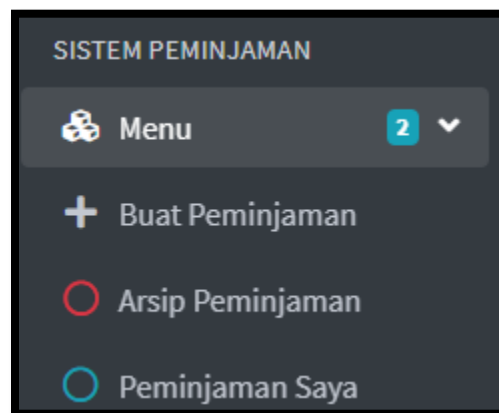 SISTEM PEMINJAMAN
Menu 2
Buat Peminjaman
Arsip Peminjaman
Peminjaman Saya